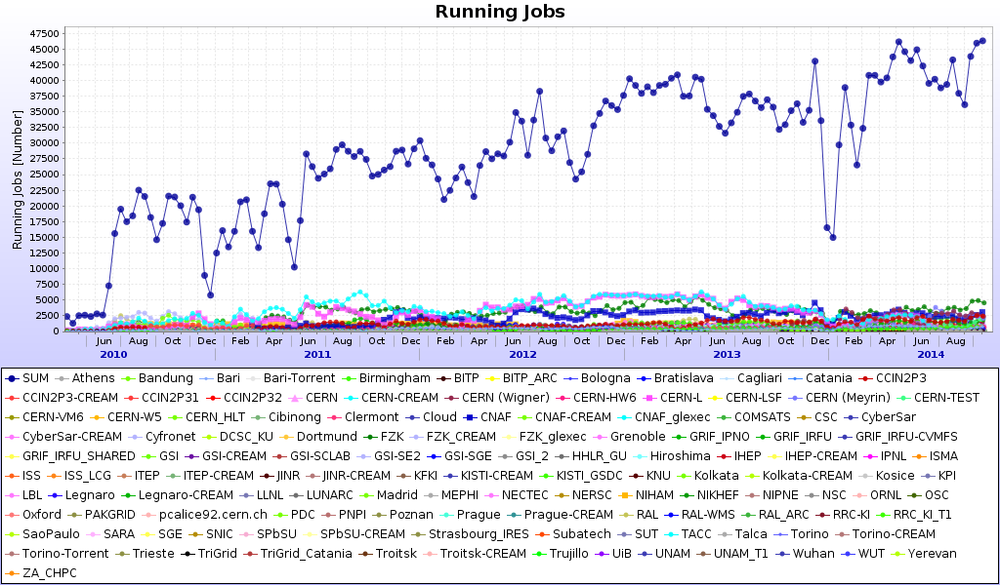 Running Jobs
47500
45000
42500
40000
37500
35000
32500
30000
27500
25000
22500
20000
17500
15000
12500
10000
7500
5000
2500
0
Running Jobs [Number]
Jun Aug Oct Dec Feb Apr Jun Aug Oct Dec Feb Apr Jun Aug Oct Dec Feb Apr Jun Aug Oct Dec Feb Apr Jun Aug
2010 2011 2012 2013 2014
SUM Athens Bandung Bari Bari-Torrent Birmingham BITP BITP_ARC Bologna Bratislava Cagliari Catania CCIN2P3
CCIN2P3-CREAM CCIN2P31 CCIN2P32 CERN CERN-CREAM CERN (Wigner) CERN-HW6 CERN-L CERN-LSF CERN (Meyrin) CERN-TEST
CERN-VM6 CERN-W5 CERN_HLT Cibinong Clermont Cloud CNAF CNAF-CREAM CNAF_glexec COMSATS CSC CyberSar
CyberSar-CREAM Cyfronet DCSC_KU Dortmund FZK FZK_CREAM FZK_glexec Grenoble GRIF_IPNO GRIF_IRFU GRIF_IRFU-CVMFS
GRIF_IRFU_SHARED GSI GSI-CREAM GSI-SCLAB GSI-SE2 GSI-SGE GSI_2 HHLR_GU Hiroshima IHEP IHEP-CREAM IPNL ISMA
ISS ISS_LCG ITEP ITEP-CREAM JINR JINR-CREAM KFKI KISTI-CREAM KISTI_GSDC KNU Kolkata Kolkata-CREAM Kosice KPI
LBL Legnaro Legnaro-CREAM LLNL LUNARC Madrid MEPHI NECTEC NERSC NIHAM NIKHEF NIPNE NSC ORNL OSC
Oxford PAKGRID pcalice92.cern.ch PDC PNPI Poznan Prague Prague-CREAM RAL RAL-WMS RAL_ARC RRC-KI RRC_KI_T1
SaoPaulo SARA SGE SNIC SPbSU SPbSU-CREAM Strasbourg_IRES Subatech SUT TACC Talca Torino Torino-CREAM
Torino-Torrent Trieste TriGrid TriGrid_Catania Troitsk Troitsk-CREAM Trujillo UiB UNAM UNAM_T1 Wuhan WUT Yerevan
ZA_CHPC